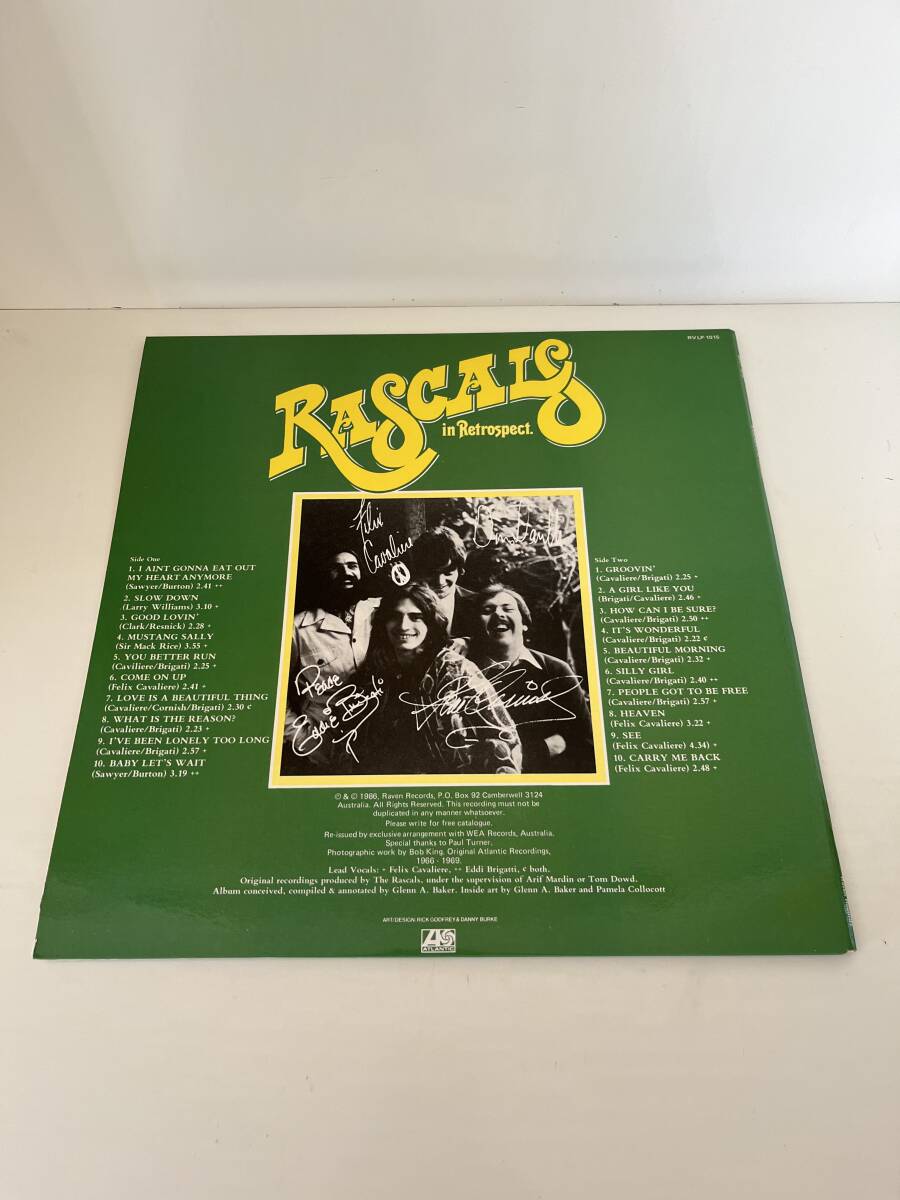 RVLP 1015
RASCALS
in Retrospect.
Felix
Cavaliere
Dino Danelli
Peace
Eddie Brigati
Gene Cornish
Side One
1. I AINT GONNA EAT OUT
MY HEART ANYMORE
(Sawyer/Burton) 2.41 ++
2. SLOW DOWN
(Larry Williams) 3.10 +
3. GOOD LOVIN'
(Clark/Resnick) 2.28 +
4. MUSTANG SALLY
(Sir Mack Rice) 3.55 +
5. YOU BETTER RUN
(Caviliere/Brigati) 2.25 +
6. COME ON UP
(Felix Cavaliere) 2.41 +
7. LOVE IS A BEAUTIFUL THING
(Cavaliere/Cornish/Brigati) 2.30 ¢
8. WHAT IS THE REASON?
(Cavaliere/Brigati) 2.23 +
9. I'VE BEEN LONELY TOO LONG
(Cavaliere/Brigati) 2.57 +
10. BABY LET'S WAIT
(Sawyer/Burton) 3.19 ++
Side Two
1. GROOVIN'
(Cavaliere/Brigati) 2.25 +
2. A GIRL LIKE YOU
(Brigati/Cavaliere) 2.46 +
3. HOW CAN I BE SURE?
(Cavaliere/Brigati) 2.50 ++
4. IT'S WONDERFUL
(Cavaliere/Brigati) 2.22 ¢
5. BEAUTIFUL MORNING
(Cavaliere/Brigati) 2.32 +
6. SILLY GIRL
(Cavaliere/Brigati) 2.40 ++
7. PEOPLE GOT TO BE FREE
(Cavaliere/Brigati) 2.57 +
8. HEAVEN
(Felix Cavaliere) 3.22 +
9. SEE
(Felix Cavaliere) 4.34) +
10. CARRY ME BACK
(Felix Cavaliere) 2.48 +
℗ & © 1986, Raven Records, P.O. Box 92 Camberwell 3124
Australia. All Rights Reserved. This recording must not be
duplicated in any manner whatsoever.
Please write for free catalogue.
Re-issued by exclusive arrangement with WEA Records, Australia.
Special thanks to Paul Turner.
Photographic work by Bob King. Original Atlantic Recordings,
1966 - 1969.
Lead Vocals: + Felix Cavaliere, ++ Eddi Brigatti, ¢ both.
Original recordings produced by The Rascals, under the supervision of Arif Mardin or Tom Dowd.
Album conceived, compiled & annotated by Glenn A. Baker. Inside art by Glenn A. Baker and Pamela Collocott
ART/DESIGN: RICK GODFREY & DANNY BURKE
ATLANTIC